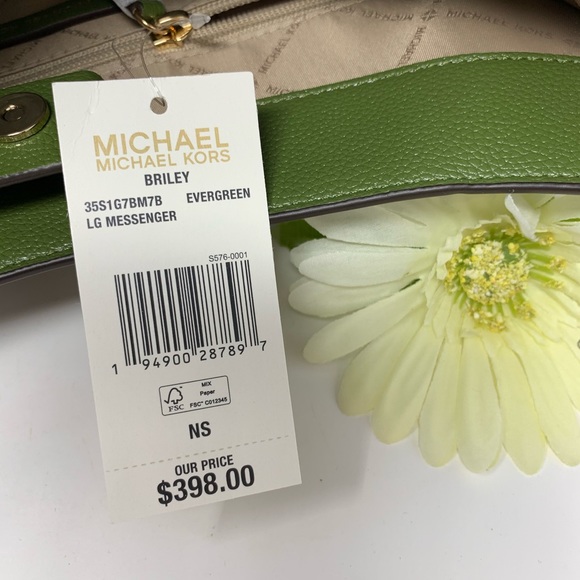 MICHAEL
MICHAEL KORS
BRILEY
35S1G7BM7B EVERGREEN
LG MESSENGER
S576-0001
1 94900 28789 7
FSC
MIX
Paper
FSC® C012345
NS
OUR PRICE
$398.00